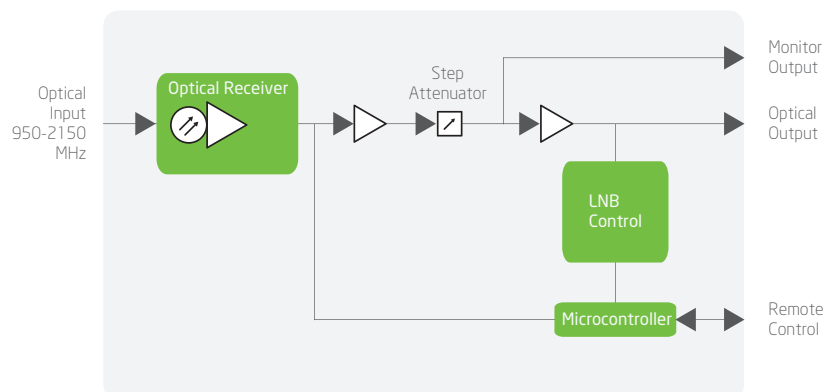 Optical
Input
950-2150
MHz
Optical Receiver
Step
Attenuator
Monitor
Output
Optical
Output
LNB
Control
Microcontroller
Remote
Control